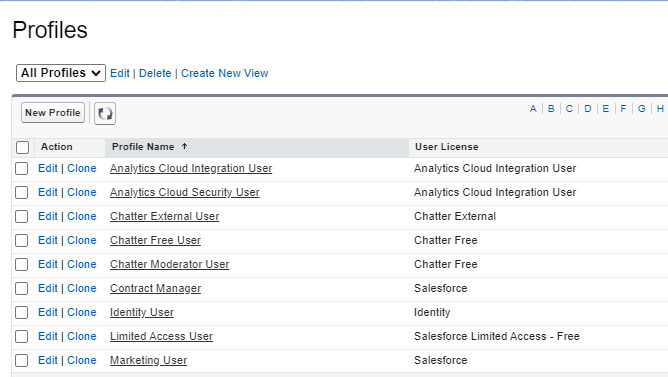 Profiles
All Profiles Edit | Delete | Create New View
New Profile A | B | C | D | E | F | G | H
Action Profile Name ↑ User License
Edit | Clone Analytics Cloud Integration User Analytics Cloud Integration User
Edit | Clone Analytics Cloud Security User Analytics Cloud Integration User
Edit | Clone Chatter External User Chatter External
Edit | Clone Chatter Free User Chatter Free
Edit | Clone Chatter Moderator User Chatter Free
Edit | Clone Contract Manager Salesforce
Edit | Clone Identity User Identity
Edit | Clone Limited Access User Salesforce Limited Access - Free
Edit | Clone Marketing User Salesforce